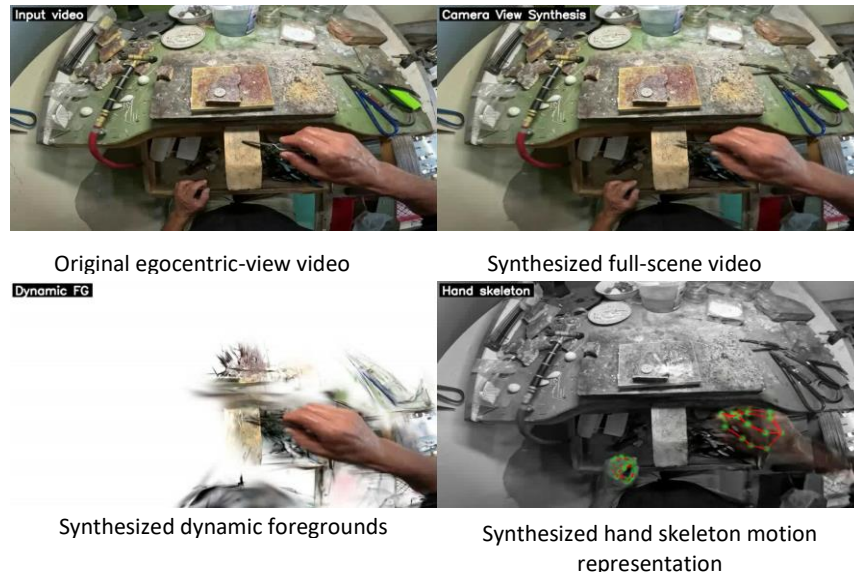 Input video
Camera View Synthesis
Original egocentric-view video
Synthesized full-scene video
Dynamic FG
Hand skeleton
Synthesized dynamic foregrounds
Synthesized hand skeleton motion
representation